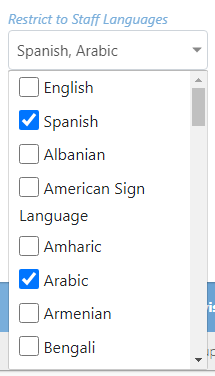 Restrict to Staff Languages
Spanish, Arabic
English
Spanish
Albanian
American Sign
Language
Amharic
Arabic
Armenian
Bengali